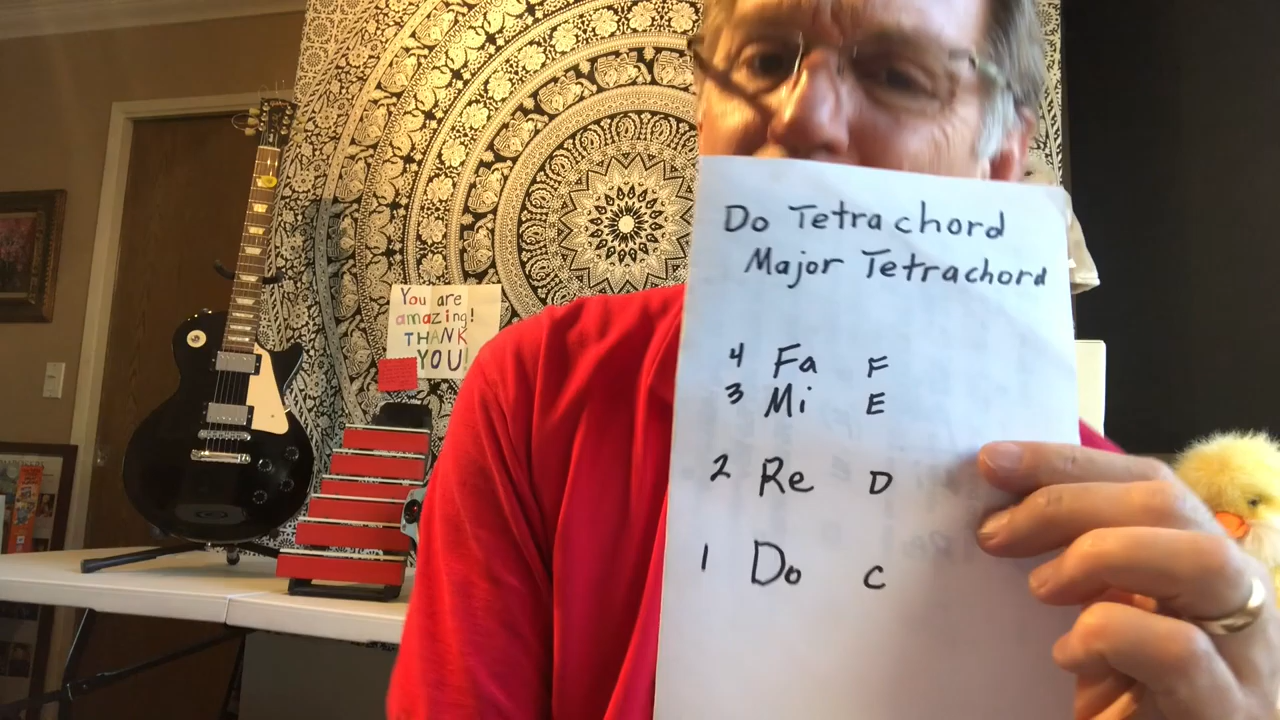 You are
amazing!
THANK
YOU!
Do Tetrachord
Major Tetrachord
4 Fa F
3 Mi E
2 Re D
1 Do C